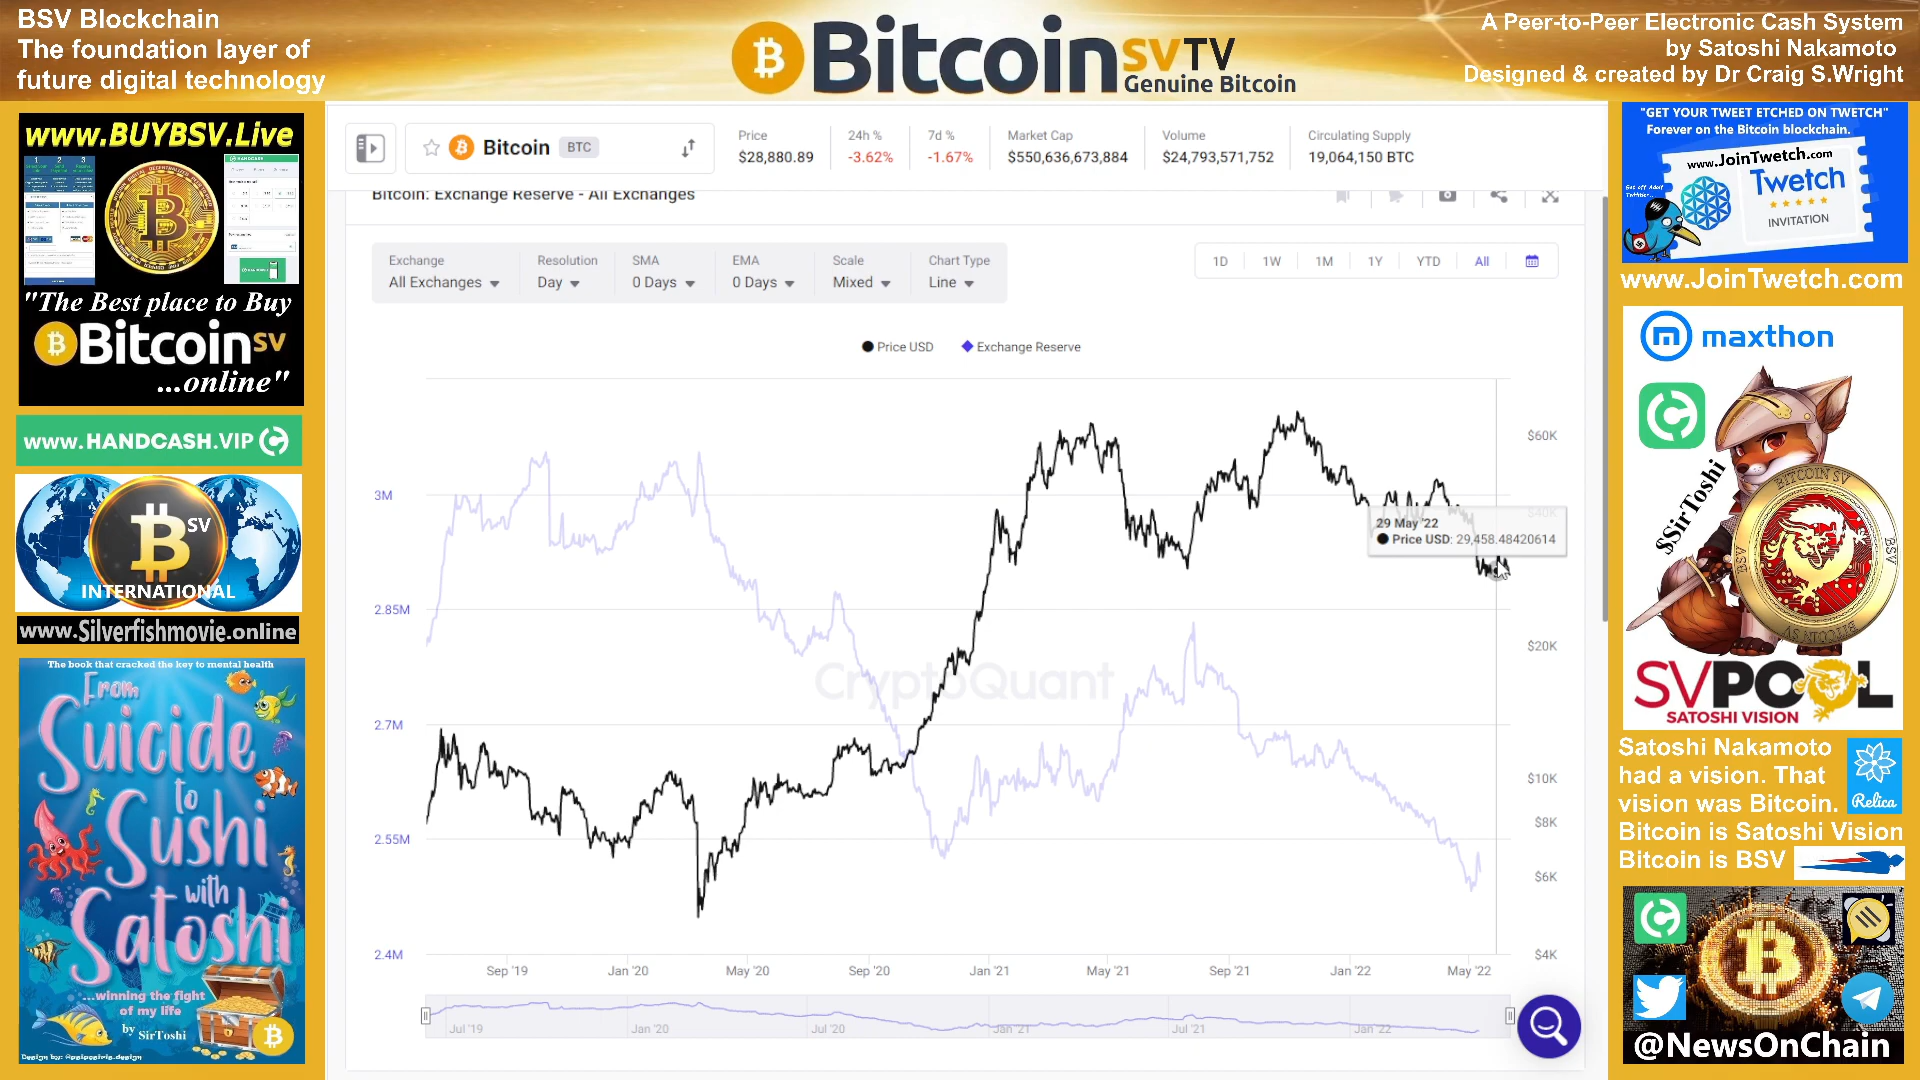 BSV Blockchain
The foundation layer of
future digital technology
BitcoinSVTV
Genuine Bitcoin
A Peer-to-Peer Electronic Cash System
by Satoshi Nakamoto
Designed & created by Dr Craig S.Wright
www.BUYBSV.Live
"The Best place to Buy
BitcoinSV
...online"
www.HANDCASH.VIP
SV
INTERNATIONAL
www.Silverfishmovie.online
The book that cracked the key to mental health
From
Suicide
to
Sushi
with
Satoshi
...winning the fight
of my life
by SirToshi
Bitcoin BTC
Price
$28,880.89
24h %
-3.62%
7d %
-1.67%
Market Cap
$550,636,673,884
Volume
$24,793,571,752
Circulating Supply
19,064,150 BTC
Bitcoin: Exchange Reserve - All Exchanges
Exchange
All Exchanges
Resolution
Day
SMA
0 Days
EMA
0 Days
Scale
Mixed
Chart Type
Line
1D 1W 1M 1Y YTD All
Price USD Exchange Reserve
3M
2.85M
2.7M
2.55M
2.4M
$60K
$40K
$20K
$10K
$8K
$6K
$4K
29 May '22
Price USD: 29,458.48420614
CryptoQuant
Sep '19 Jan '20 May '20 Sep '20 Jan '21 May '21 Sep '21 Jan '22 May '22
Jul '19 Jan '20 Jul '20 Jan '21 Jul '21 Jan '22
"GET YOUR TWEET ETCHED ON TWETCH"
Forever on the Bitcoin blockchain.
www.JoinTwetch.com
Twetch
INVITATION
www.JoinTwetch.com
maxthon
$SirToshi
BITCOIN SV
BSV
BSV
BITCOIN SV
SVPOOL
SATOSHI VISION
Satoshi Nakamoto
had a vision. That
vision was Bitcoin.
Relica
Bitcoin is Satoshi Vision
Bitcoin is BSV
@NewsOnChain